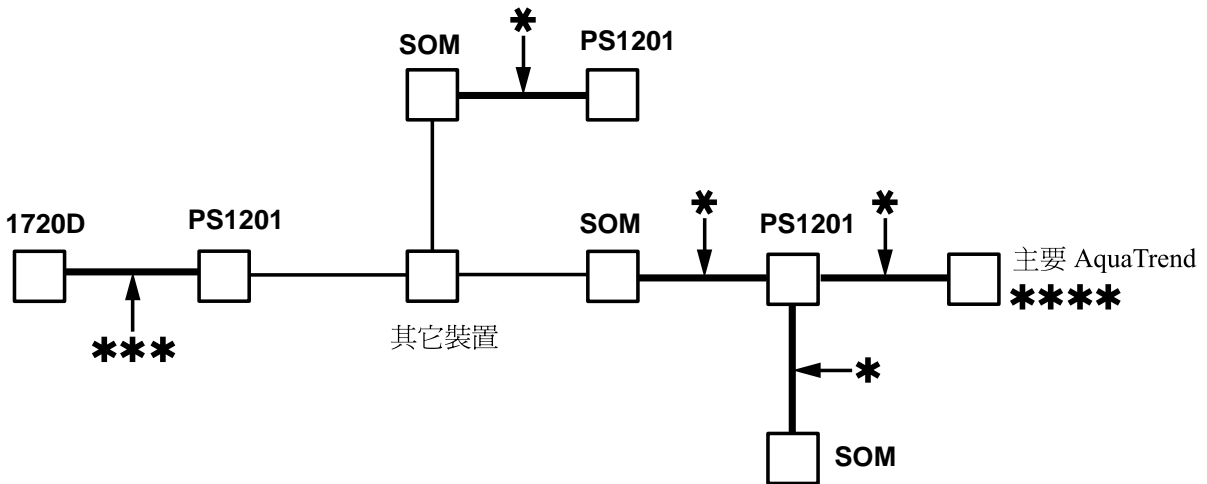 *
SOM
PS1201
1720D
PS1201
SOM
*
PS1201
*
主要 AquaTrend
****
***
其它裝置
*
SOM